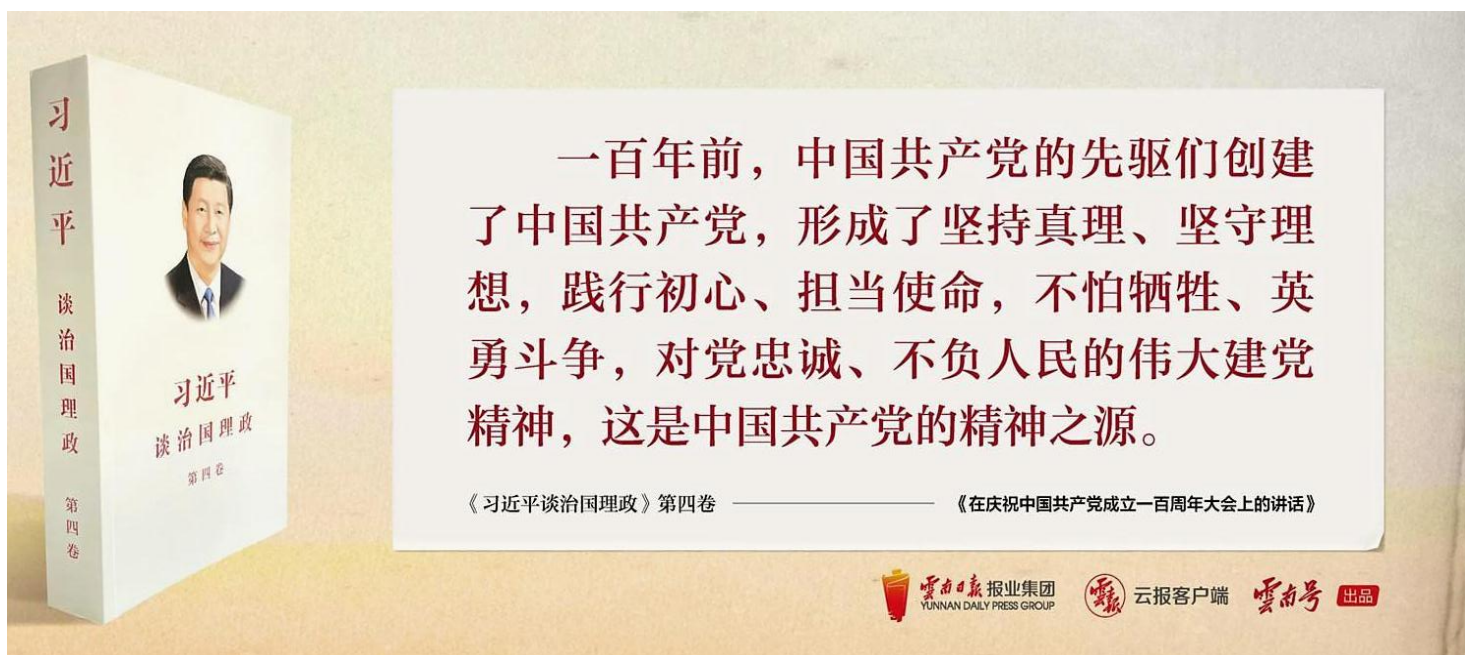 习近平
谈治国理政
第四卷
习近平
谈治国理政
第四卷
一百年前，中国共产党的先驱们创建
了中国共产党，形成了坚持真理、坚守理
想，践行初心、担当使命，不怕牺牲、英
勇斗争，对党忠诚、不负人民的伟大建党
精神，这是中国共产党的精神之源。
《习近平谈治国理政》第四卷 《在庆祝中国共产党成立一百周年大会上的讲话》
雲南日報报业集团
YUNNAN DAILY PRESS GROUP
雲報 云报客户端
雲南号 出品